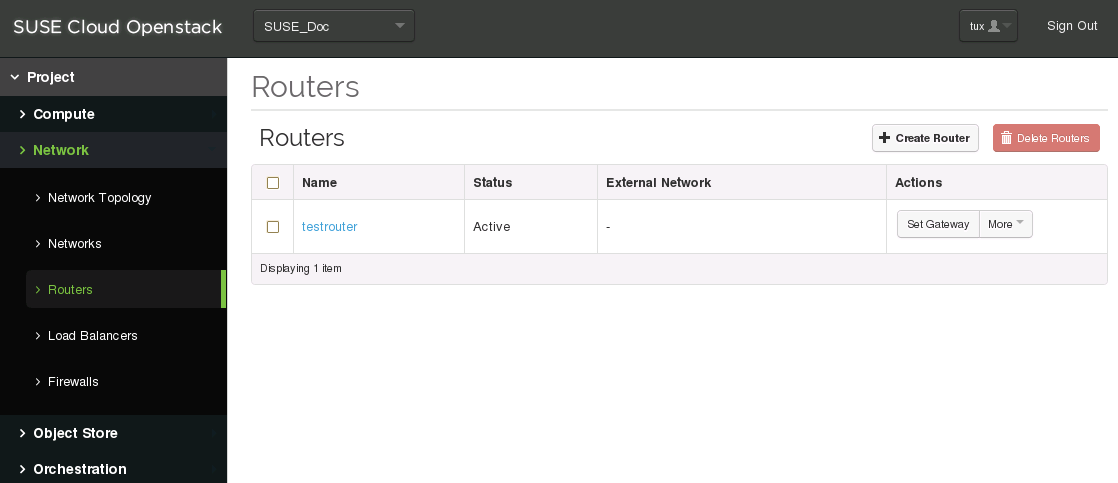 SUSE Cloud Openstack
SUSE_Doc
tux
Sign Out
Project
Compute
Network
Network Topology
Networks
Routers
Load Balancers
Firewalls
Object Store
Orchestration
Routers
Routers
Create Router
Delete Routers
Name Status External Network Actions
testrouter Active - Set Gateway More
Displaying 1 item